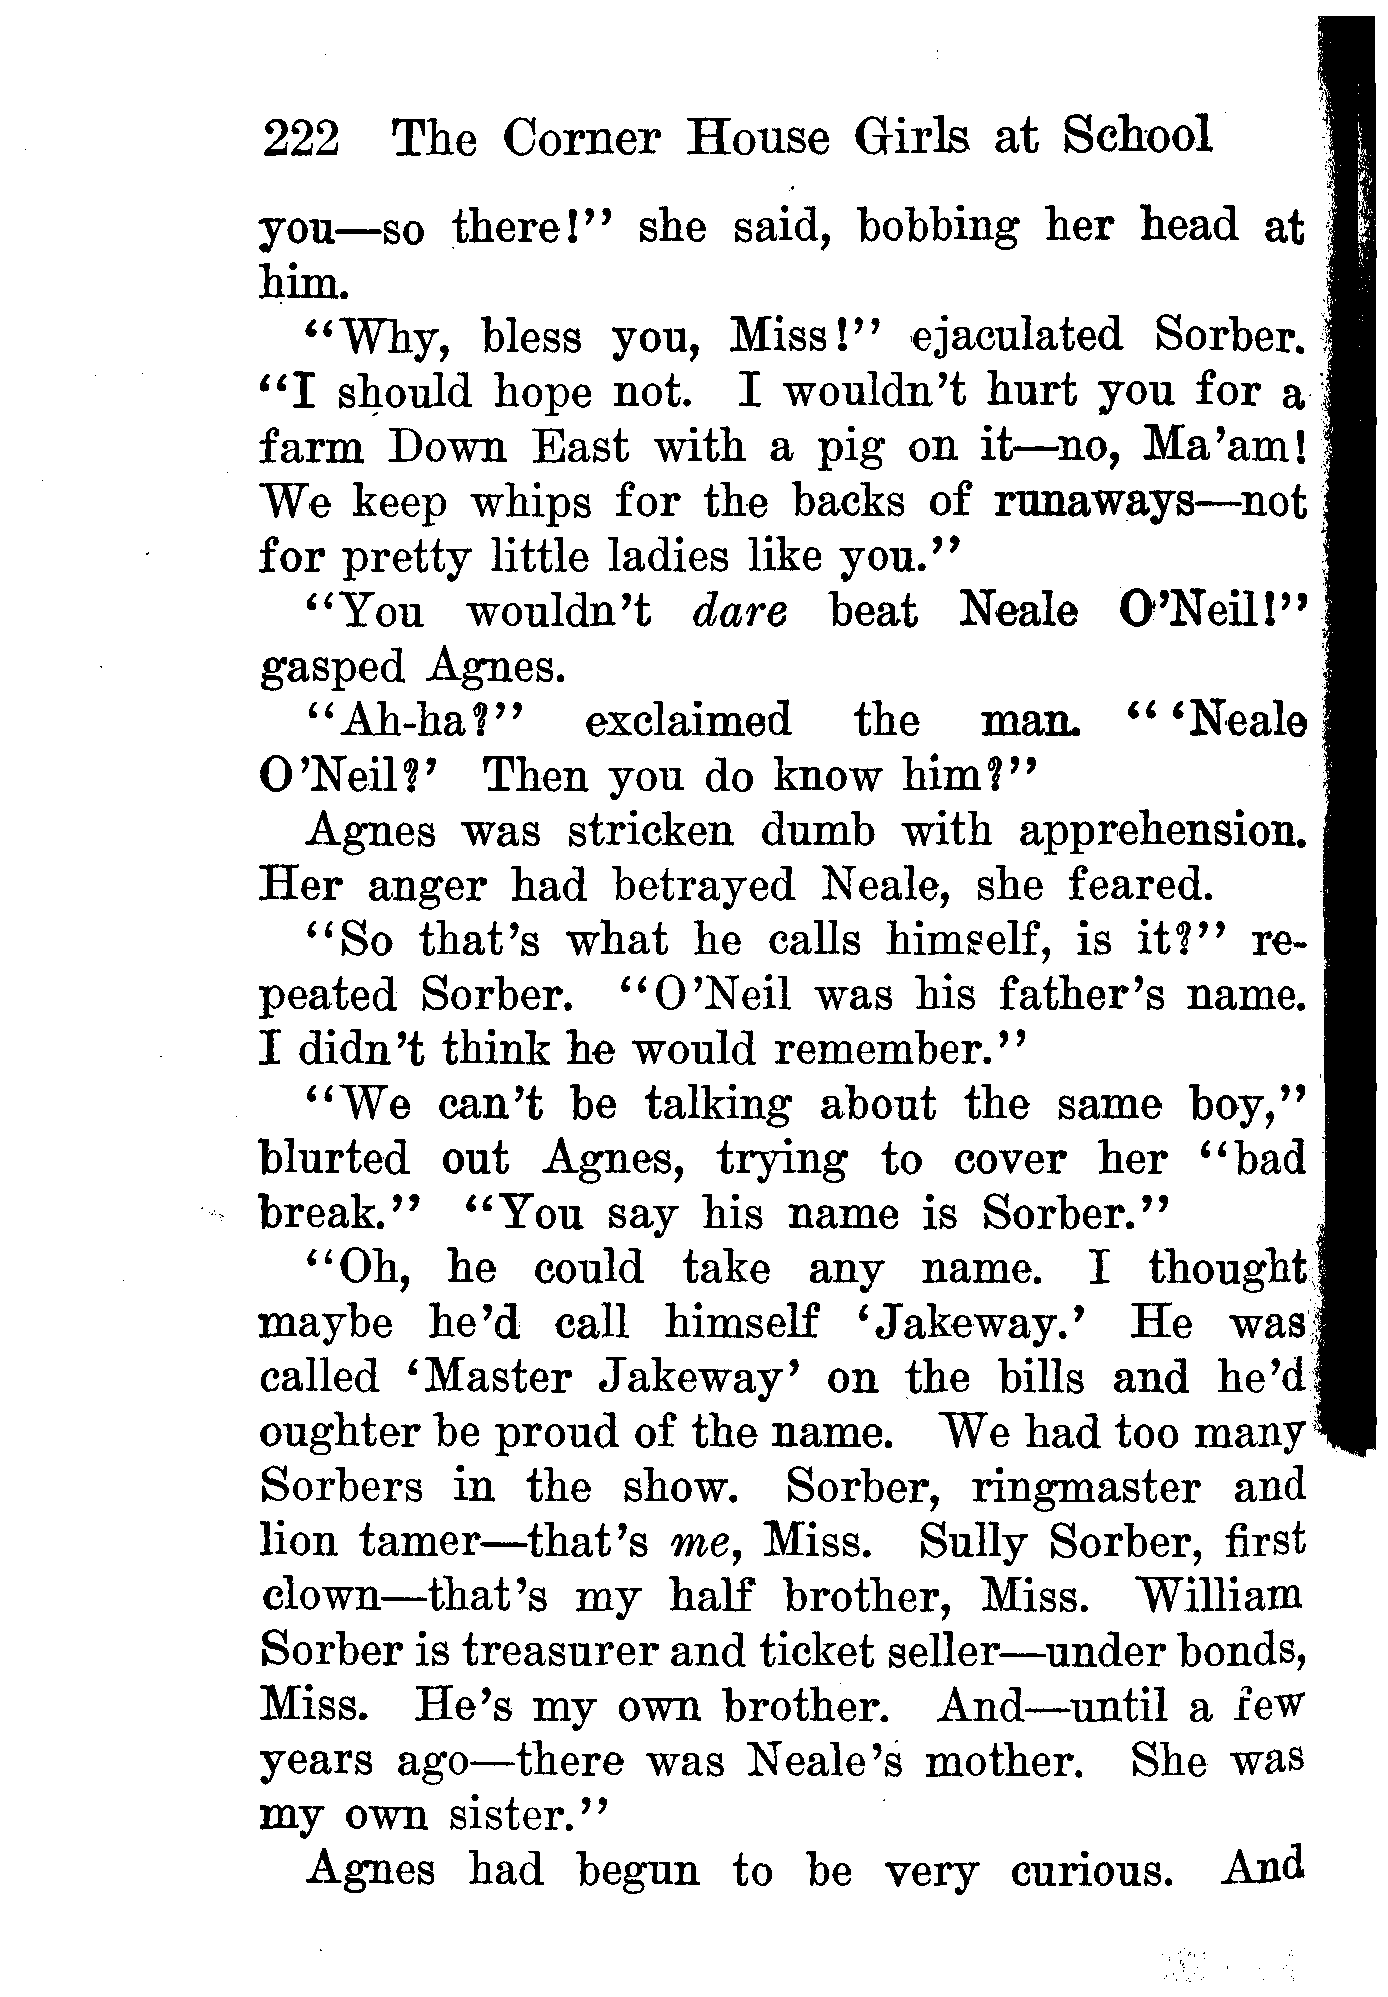 222 The Corner House Girls at School
you—so there!” she said, bobbing her head at
him.
“Why, bless you, Miss!” ejaculated Sorber.
“I should hope not. I wouldn’t hurt you for a
farm Down East with a pig on it—no, Ma’am!
We keep whips for the backs of runaways—not
for pretty little ladies like you.”
“You wouldn’t dare beat Neale O’Neil!”
gasped Agnes.
“Ah-ha?” exclaimed the man. “ ‘Neale
O’Neil?’ Then you do know him?”
Agnes was stricken dumb with apprehension.
Her anger had betrayed Neale, she feared.
“So that’s what he calls himself, is it?” re-
peated Sorber. “O’Neil was his father’s name.
I didn’t think he would remember.”
“We can’t be talking about the same boy,”
blurted out Agnes, trying to cover her “bad
break.” “You say his name is Sorber.”
“Oh, he could take any name. I thought
maybe he’d call himself ‘Jakeway.’ He was
called ‘Master Jakeway’ on the bills and he’d
oughter be proud of the name. We had too many
Sorbers in the show. Sorber, ringmaster and
lion tamer—that’s me, Miss. Sully Sorber, first
clown—that’s my half brother, Miss. William
Sorber is treasurer and ticket seller—under bonds,
Miss. He’s my own brother. And—until a few
years ago—there was Neale’s mother. She was
my own sister.”
Agnes had begun to be very curious. And